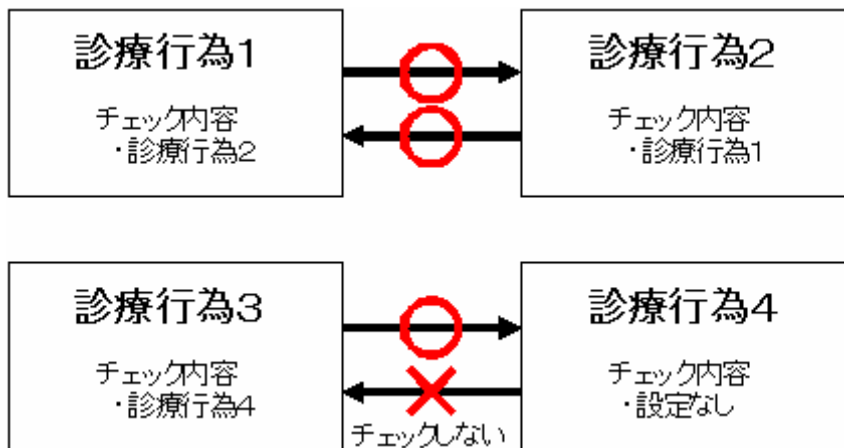 診療行為1
チェック内容
・診療行為2
診療行為2
チェック内容
・診療行為1
診療行為3
チェック内容
・診療行為4
診療行為4
チェック内容
・設定なし
チェックしない